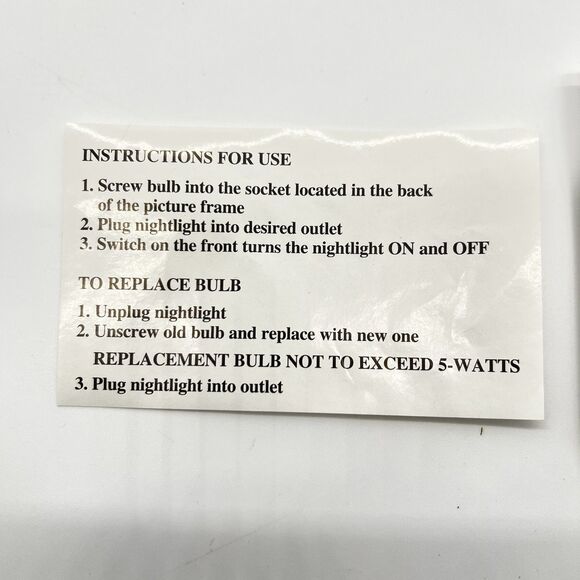 INSTRUCTIONS FOR USE
1. Screw bulb into the socket located in the back
of the picture frame
2. Plug nightlight into desired outlet
3. Switch on the front turns the nightlight ON and OFF
TO REPLACE BULB
1. Unplug nightlight
2. Unscrew old bulb and replace with new one
REPLACEMENT BULB NOT TO EXCEED 5-WATTS
3. Plug nightlight into outlet